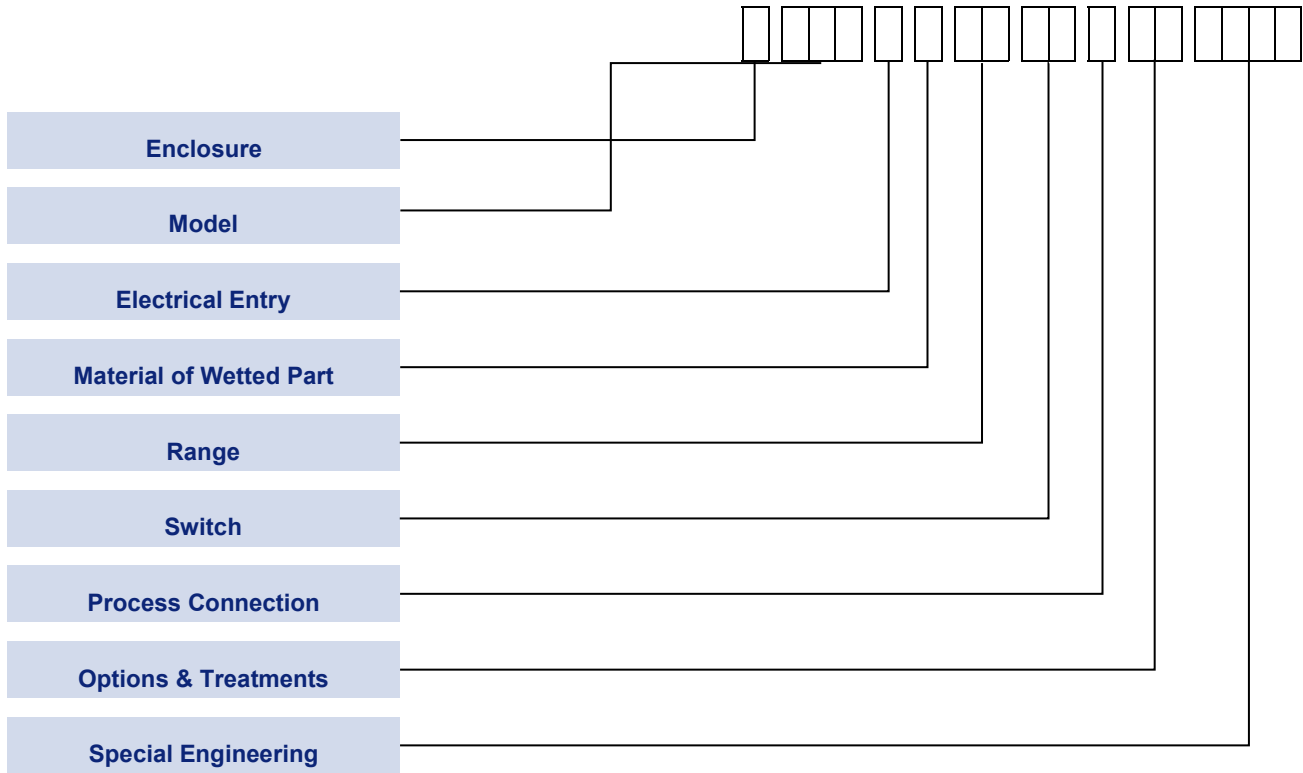 Enclosure
Model
Electrical Entry
Material of Wetted Part
Range
Switch
Process Connection
Options & Treatments
Special Engineering